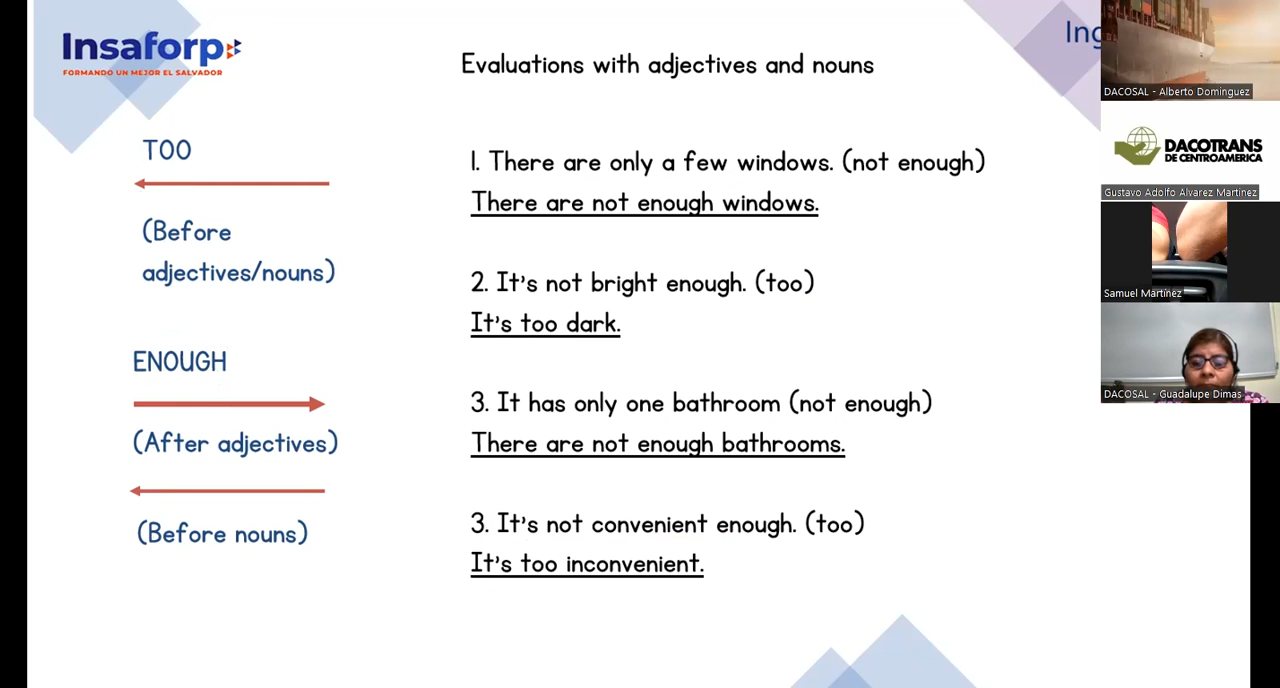 Insaforp
FORMANDO UN MEJOR EL SALVADOR
Evaluations with adjectives and nouns
TOO
(Before
adjectives/nouns)
ENOUGH
(After adjectives)
(Before nouns)
1. There are only a few windows. (not enough)
There are not enough windows.
2. It's not bright enough. (too)
It's too dark.
3. It has only one bathroom (not enough)
There are not enough bathrooms.
3. It's not convenient enough. (too)
It's too inconvenient.
DACOSAL - Alberto Dominguez
DACOTRANS
DE CENTROAMERICA
Gustavo Adolfo Alvarez Martinez
Samuel Martínez
DACOSAL - Guadalupe Dimas